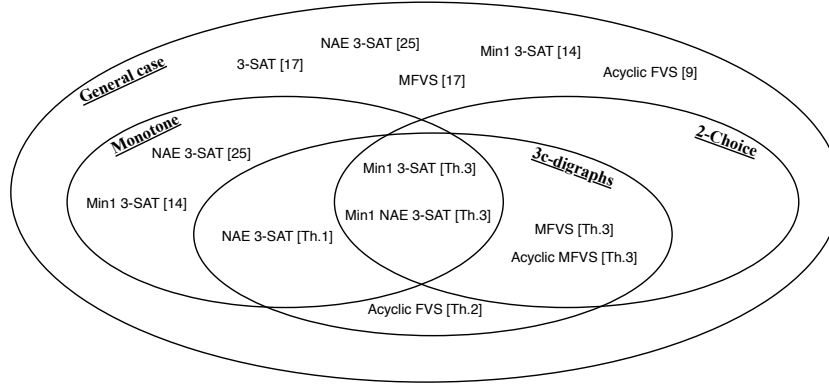 NAE 3-SAT [25]
Min1 3-SAT [14]
3-SAT [17]
Acyclic FVS [9]
MFVS [17]
General case
Monotone
2-Choice
NAE 3-SAT [25]
Min1 3-SAT [Th.3]
3c-digraphs
Min1 3-SAT [14]
Min1 NAE 3-SAT [Th.3]
MFVS [Th.3]
NAE 3-SAT [Th.1]
Acyclic MFVS [Th.3]
Acyclic FVS [Th.2]